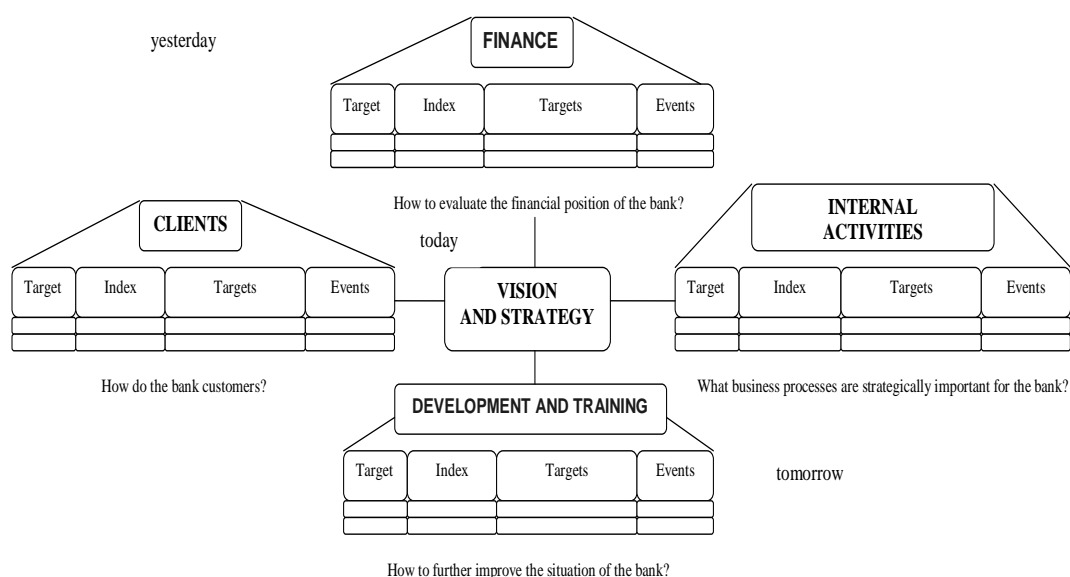 yesterday
FINANCE
Target Index Targets Events
How to evaluate the financial position of the bank?
CLIENTS
today
INTERNAL
ACTIVITIES
Target Index Targets Events
VISION
AND STRATEGY
Target Index Targets Events
How do the bank customers?
What business processes are strategically important for the bank?
DEVELOPMENT AND TRAINING
Target Index Targets Events
tomorrow
How to further improve the situation of the bank?